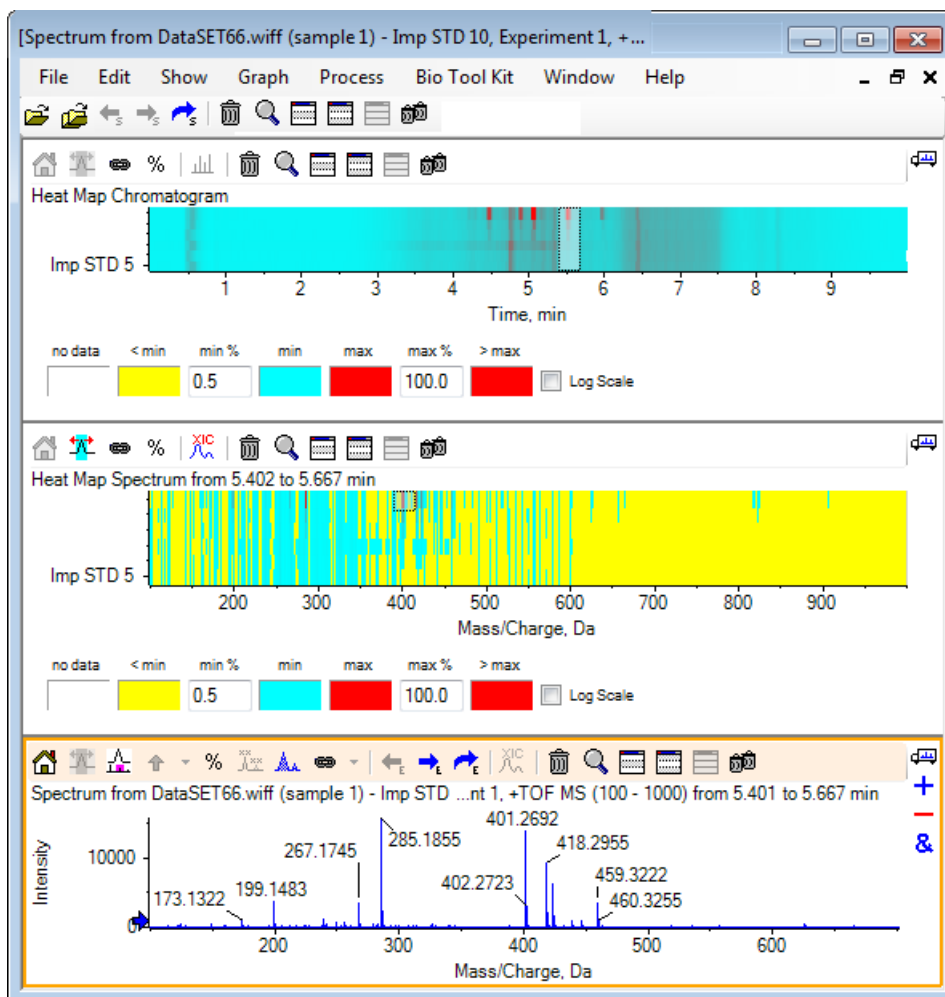 [Spectrum from DataSET66.wiff (sample 1) - Imp STD 10, Experiment 1, +...
File Edit Show Graph Process Bio Tool Kit Window Help
S S S
% 
Heat Map Chromatogram
Imp STD 5
1 2 3 4 5 6 7 8 9
Time, min
no data < min min % min max max % > max
0.5 100.0 Log Scale
% XIC
Heat Map Spectrum from 5.402 to 5.667 min
Imp STD 5
200 300 400 500 600 700 800 900
Mass/Charge, Da
no data < min min % min max max % > max
0.5 100.0 Log Scale
% E E E XIC
Spectrum from DataSET66.wiff (sample 1) - Imp STD ...nt 1, +TOF MS (100 - 1000) from 5.401 to 5.667 min
&
401.2692
285.1855 418.2955
10000
267.1745
459.3222
402.2723
199.1483
173.1322 460.3255
Intensity
0
200 300 400 500 600
Mass/Charge, Da